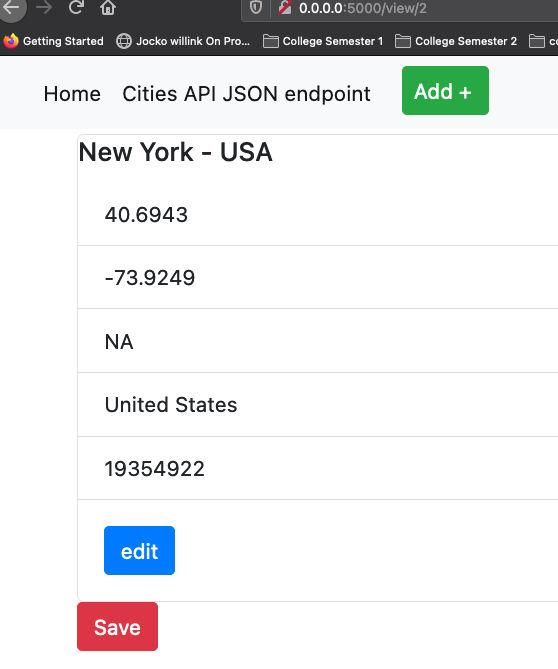 0.0.0.0:5000/view/2
Getting Started Jocko willink On Pro... College Semester 1 College Semester 2
Home Cities API JSON endpoint Add +
New York - USA
40.6943
-73.9249
NA
United States
19354922
edit
Save